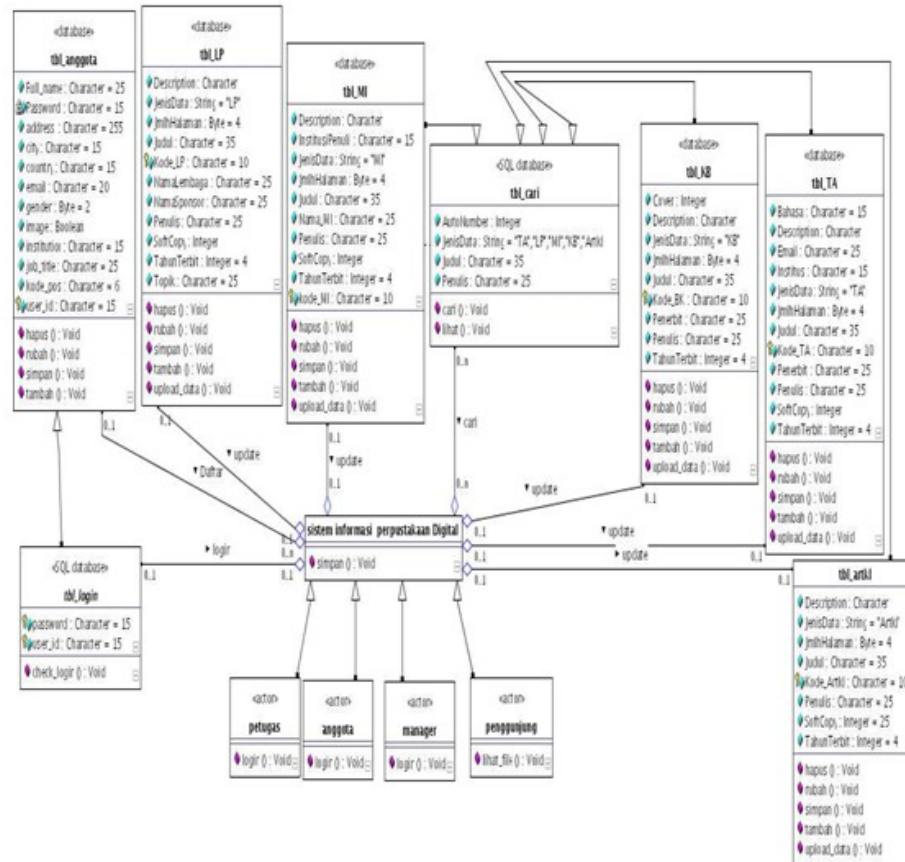 «database»
tbl_anggota
Full_name : Character = 25
Password : Character = 15
address : Character = 255
city : Character = 15
country : Character = 15
email : Character = 20
gender : Byte = 2
image : Boolean
institution : Character = 15
job_title : Character = 25
kode_pos : Character = 6
user_id : Character = 15
hapus () : Void
rubah () : Void
simpan () : Void
tambah () : Void
«database»
tbl_LP
Description : Character
JenisData : String = "LP"
JmlhHalaman : Byte = 4
Judul : Character = 35
Kode_LP : Character = 10
NamaLembaga : Character = 25
NamaSponsor : Character = 25
Penulis : Character = 25
SoftCopy : Integer
TahunTerbit : Integer = 4
Topik : Character = 25
hapus () : Void
rubah () : Void
simpan () : Void
tambah () : Void
upload_data () : Void
«database»
tbl_MI
Description : Character
InstitusiPenuli : Character = 15
JenisData : String = "MI"
JmlhHalaman : Byte = 4
Judul : Character = 35
Nama_MI : Character = 25
Penulis : Character = 25
SoftCopy : Integer
TahunTerbit : Integer = 4
kode_MI : Character = 10
hapus () : Void
rubah () : Void
simpan () : Void
tambah () : Void
upload_data () : Void
«SQL database»
tbl_cari
AutoNumber : Integer
JenisData : String = "TA","LP","MI","KB","Artkl
Judul : Character = 35
Penulis : Character = 25
cari () : Void
lihat () : Void
«database»
tbl_KB
Cover : Integer
Description : Character
JenisData : String = "KB"
JmlhHalaman : Byte = 4
Judul : Character = 35
Kode_BK : Character = 10
Penerbit : Character = 25
Penulis : Character = 25
TahunTerbit : Integer = 4
hapus () : Void
rubah () : Void
simpan () : Void
tambah () : Void
upload_data () : Void
«database»
tbl_TA
Bahasa : Character = 15
Description : Character
Email : Character = 25
Institus : Character = 15
JenisData : String = "TA"
JmlhHalaman : Byte = 4
Judul : Character = 35
Kode_TA : Character = 10
Penerbit : Character = 25
Penulis : Character = 25
SoftCopy : Integer
TahunTerbit : Integer = 4
hapus () : Void
rubah () : Void
simpan () : Void
tambah () : Void
upload_data () : Void
0..1
0..1
0..1
0..n
0..1
0..1
0..1
Daftar
update
update
cari
update
update
update
login
0..1
0..1
0..n
0..1
0..1
0..n
0..1
0..1
0..1
0..1
sistem informasi perpustakaan Digital
simpan () : Void
«SQL database»
tbl_login
password : Character = 15
user_id : Character = 15
check_login () : Void
«actor»
petugas
login () : Void
«actor»
anggota
login () : Void
«actor»
manager
login () : Void
«actor»
penggunjung
lihat_file () : Void
tbl_artkl
Description : Character
JenisData : String = "Artkl"
JmlhHalaman : Byte = 4
Judul : Character = 35
Kode_Artkl : Character = 10
Penulis : Character = 25
SoftCopy : Integer = 25
TahunTerbit : Integer = 4
hapus () : Void
rubah () : Void
simpan () : Void
tambah () : Void
upload_data () : Void